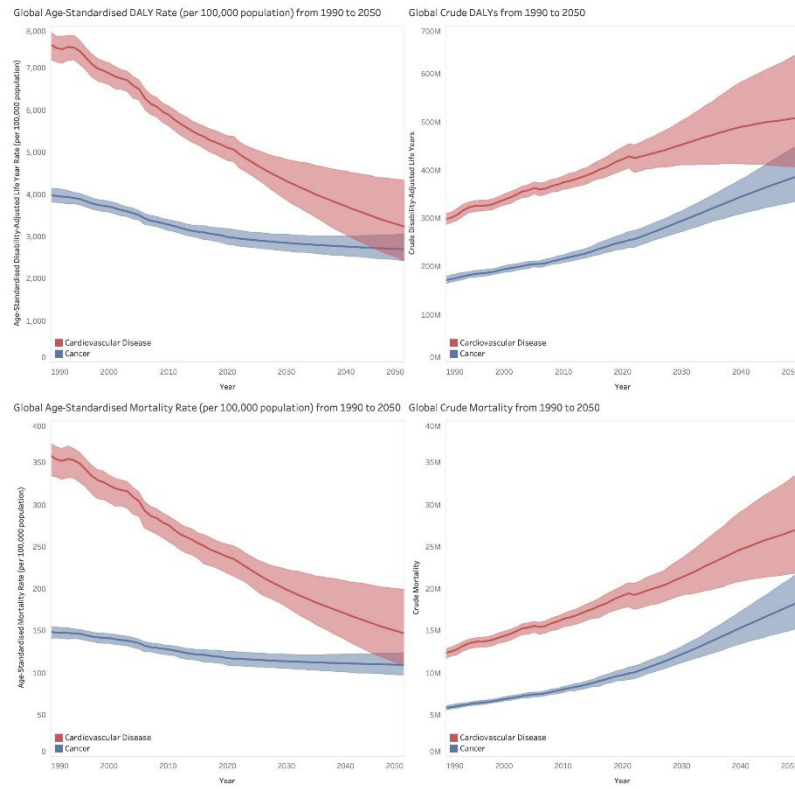 Global Age-Standardised DALY Rate (per 100,000 population) from 1990 to 2050
Age-Standardised Disability-Adjusted Life Year Rate (per 100,000 population)
8,000
7,000
6,000
5,000
4,000
3,000
2,000
1,000
0
Cardiovascular Disease
Cancer
1990 2000 2010 2020 2030 2040 2050
Year
Global Crude DALYs from 1990 to 2050
Crude Disability-Adjusted Life Years
700M
600M
500M
400M
300M
200M
100M
0M
Cardiovascular Disease
Cancer
1990 2000 2010 2020 2030 2040 205
Year
Global Age-Standardised Mortality Rate (per 100,000 population) from 1990 to 2050
Age-Standardised Mortality Rate (per 100,000 population)
400
350
300
250
200
150
100
50
0
Cardiovascular Disease
Cancer
1990 2000 2010 2020 2030 2040 2050
Year
Global Crude Mortality from 1990 to 2050
Crude Mortality
40M
35M
30M
25M
20M
15M
10M
5M
0M
Cardiovascular Disease
Cancer
1990 2000 2010 2020 2030 2040 205
Year